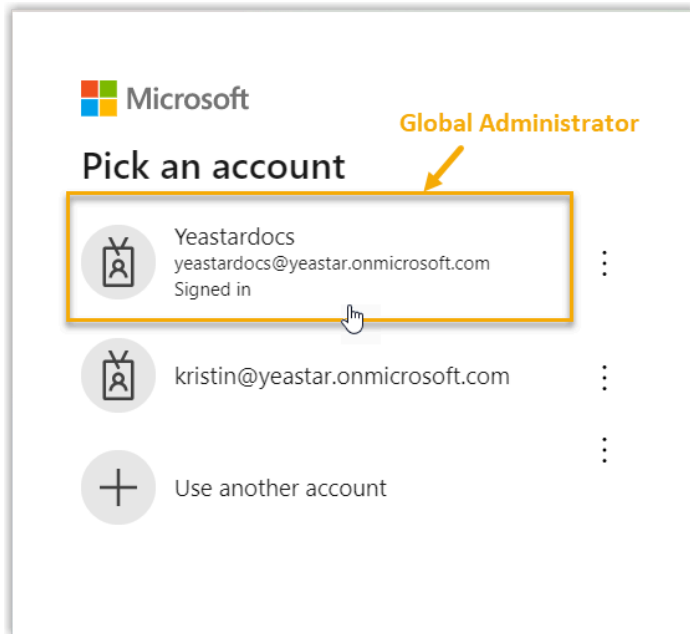 Microsoft
Global Administrator
Pick an account
Yeastardocs
yeastardocs@yeastar.onmicrosoft.com
Signed in
kristin@yeastar.onmicrosoft.com
Use another account